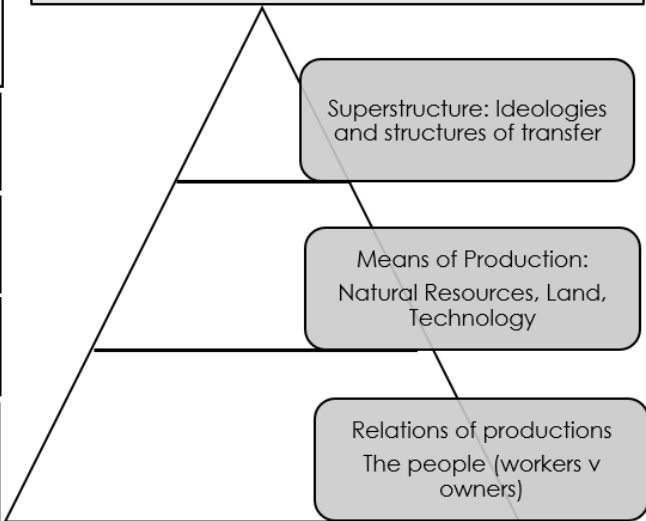 Superstructure: Ideologies
and structures of transfer
Means of Production:
Natural Resources, Land,
Technology
Relations of productions
The people (workers v
owners)